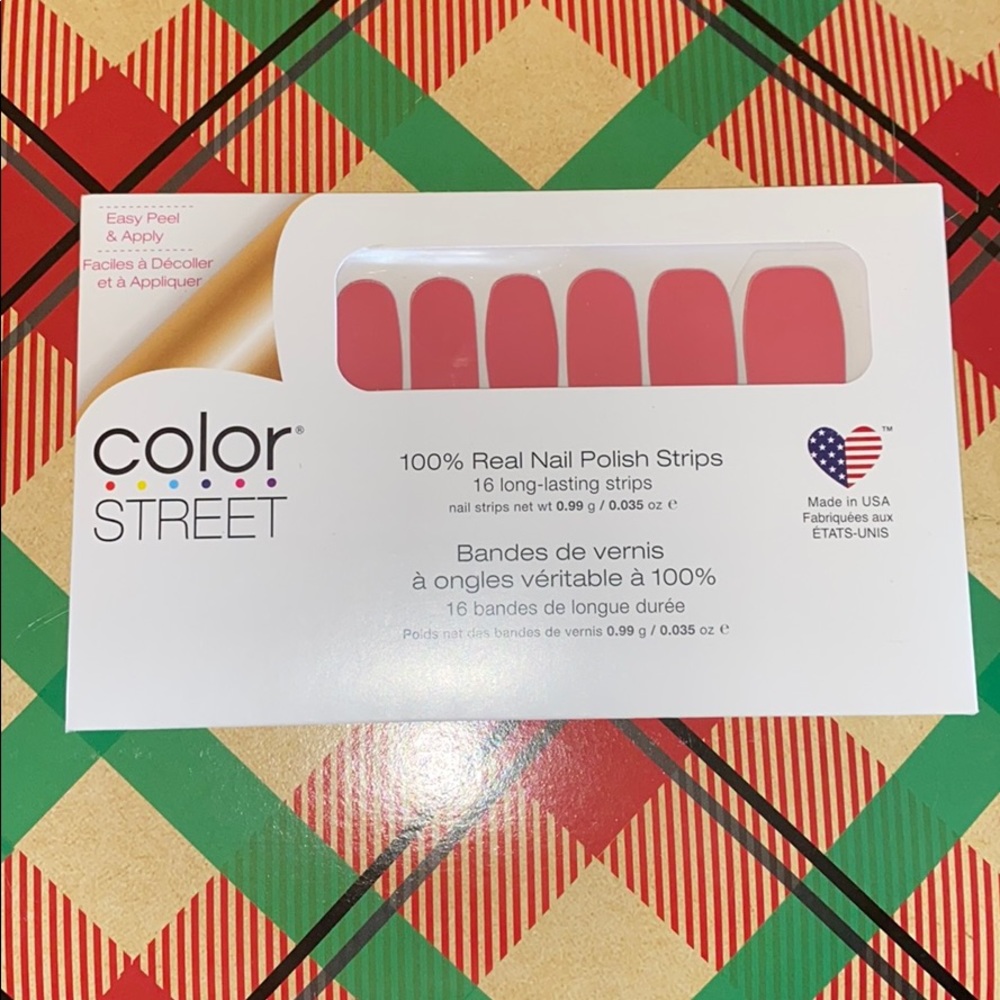 Easy Peel
& Apply
Faciles à Décoller
et à Appliquer
color®
STREET
100% Real Nail Polish Strips
16 long-lasting strips
nail strips net wt 0.99 g / 0.035 oz ℮
Bandes de vernis
à ongles véritable à 100%
16 bandes de longue durée
Poids net des bandes de vernis 0.99 g / 0.035 oz ℮
™
Made in USA
Fabriquées aux
ÉTATS-UNIS